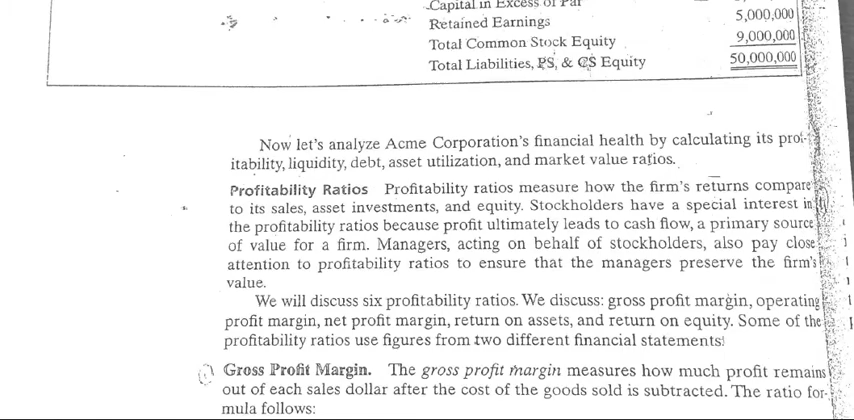 Capital in Excess of Par
Retained Earnings 5,000,000
Total Common Stock Equity 9,000,000
Total Liabilities, PS, & CS Equity 50,000,000
Now let's analyze Acme Corporation's financial health by calculating its prof-
itability, liquidity, debt, asset utilization, and market value ratios.
Profitability Ratios Profitability ratios measure how the firm's returns compare
to its sales, asset investments, and equity. Stockholders have a special interest in
the profitability ratios because profit ultimately leads to cash flow, a primary source
of value for a firm. Managers, acting on behalf of stockholders, also pay close
attention to profitability ratios to ensure that the managers preserve the firm's
value.
We will discuss six profitability ratios. We discuss: gross profit margin, operating
profit margin, net profit margin, return on assets, and return on equity. Some of the
profitability ratios use figures from two different financial statements.
Gross Profit Margin. The gross profit margin measures how much profit remains
out of each sales dollar after the cost of the goods sold is subtracted. The ratio for-
mula follows: